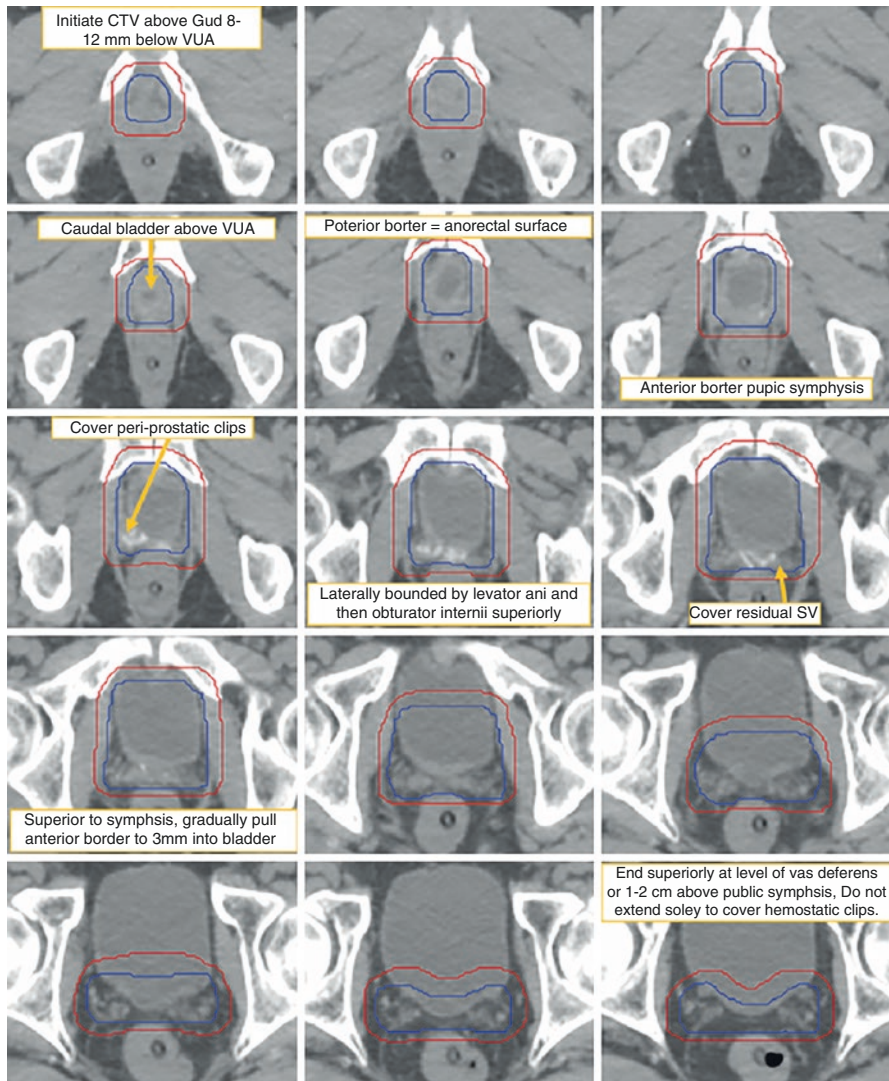 Initiate CTV above Gud 8-
12 mm below VUA
Caudal bladder above VUA
Poterior borter = anorectal surface
Anterior borter pupic symphysis
Cover peri-prostatic clips
Laterally bounded by levator ani and
then obturator internii superiorly
Cover residual SV
Superior to symphsis, gradually pull
anterior border to 3mm into bladder
End superiorly at level of vas deferens
or 1-2 cm above public symphsis, Do not
extend soley to cover hemostatic clips.